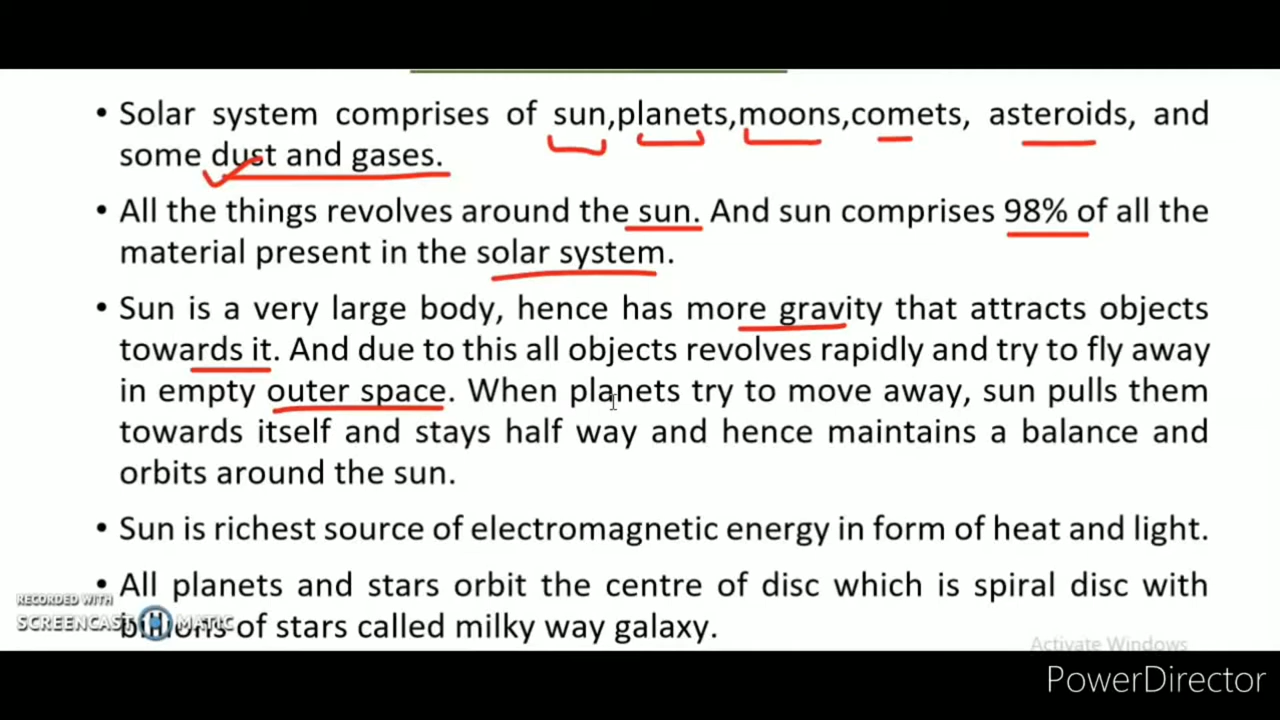 • Solar system comprises of sun,planets,moons,comets, asteroids, and
some dust and gases.
• All the things revolves around the sun. And sun comprises 98% of all the
material present in the solar system.
• Sun is a very large body, hence has more gravity that attracts objects
towards it. And due to this all objects revolves rapidly and try to fly away
in empty outer space. When planets try to move away, sun pulls them
towards itself and stays half way and hence maintains a balance and
orbits around the sun.
• Sun is richest source of electromagnetic energy in form of heat and light.
• All planets and stars orbit the centre of disc which is spiral disc with
billions of stars called milky way galaxy.
RECORDED WITH
SCREENCAST MATIC
Activate Windows
PowerDirector